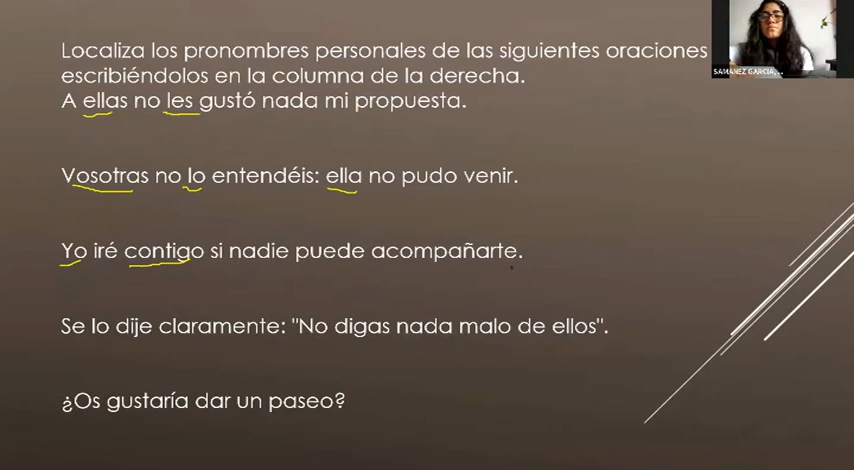 Localiza los pronombres personales de las siguientes oraciones
escribiéndolos en la columna de la derecha.
A ellas no les gustó nada mi propuesta.
Vosotras no lo entendéis: ella no pudo venir.
Yo iré contigo si nadie puede acompañarte.
Se lo dije claramente: "No digas nada malo de ellos".
¿Os gustaría dar un paseo?
SAMANEZ GARCIA, ...